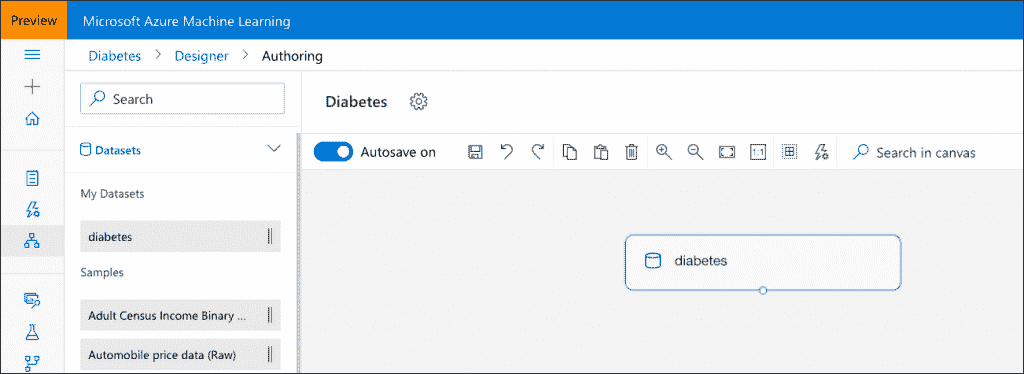 Preview
Microsoft Azure Machine Learning
Diabetes > Designer > Authoring
Search
Diabetes
Datasets
Autosave on
1:1
Search in canvas
My Datasets
diabetes
diabetes
Samples
Adult Census Income Binary ...
Automobile price data (Raw)